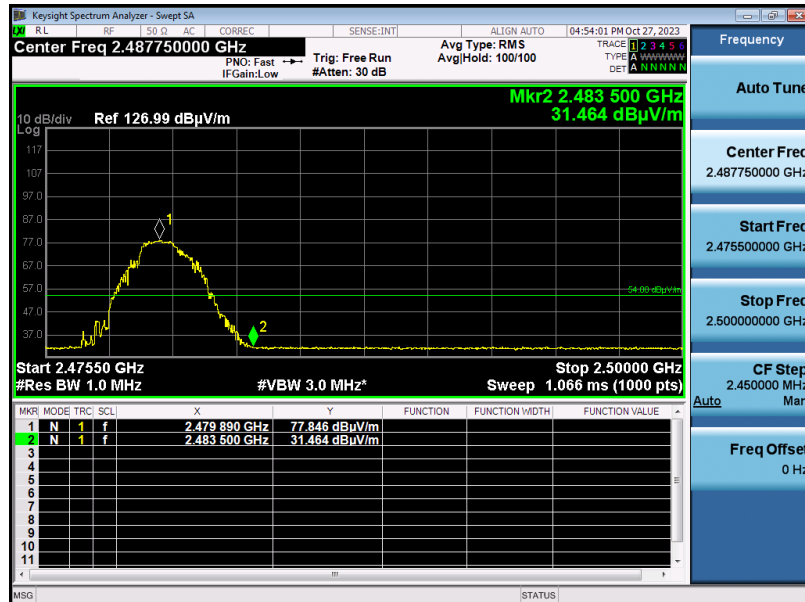 Keysight Spectrum Analyzer - Swept SA
RL RF 50 Ω AC CORREC SENSE:INT ALIGN AUTO 04:54:01 PM Oct 27, 2023
Center Freq 2.487750000 GHz
PNO: Fast
IFGain:Low
Trig: Free Run
#Atten: 30 dB
Avg Type: RMS
Avg|Hold: 100/100
TRACE 1 2 3 4 5 6
TYPE A WWWWW
DET A N N N N N
Mkr2 2.483 500 GHz
31.464 dBµV/m
10 dB/div Ref 126.99 dBµV/m
Log
117
107
97.0
87.0
77.0
67.0
57.0
47.0
37.0
1
2
54.00 dBµV/m
Start 2.47550 GHz Stop 2.50000 GHz
#Res BW 1.0 MHz #VBW 3.0 MHz* Sweep 1.066 ms (1000 pts)
MKR MODE TRC SCL X Y FUNCTION FUNCTION WIDTH FUNCTION VALUE
1 N 1 f 2.479 890 GHz 77.846 dBµV/m
2 N 1 f 2.483 500 GHz 31.464 dBµV/m
3
4
5
6
7
8
9
10
11
MSG STATUS
Frequency
Auto Tune
Center Freq
2.487750000 GHz
Start Freq
2.475500000 GHz
Stop Freq
2.500000000 GHz
CF Step
2.450000 MHz
Auto Man
Freq Offset
0 Hz